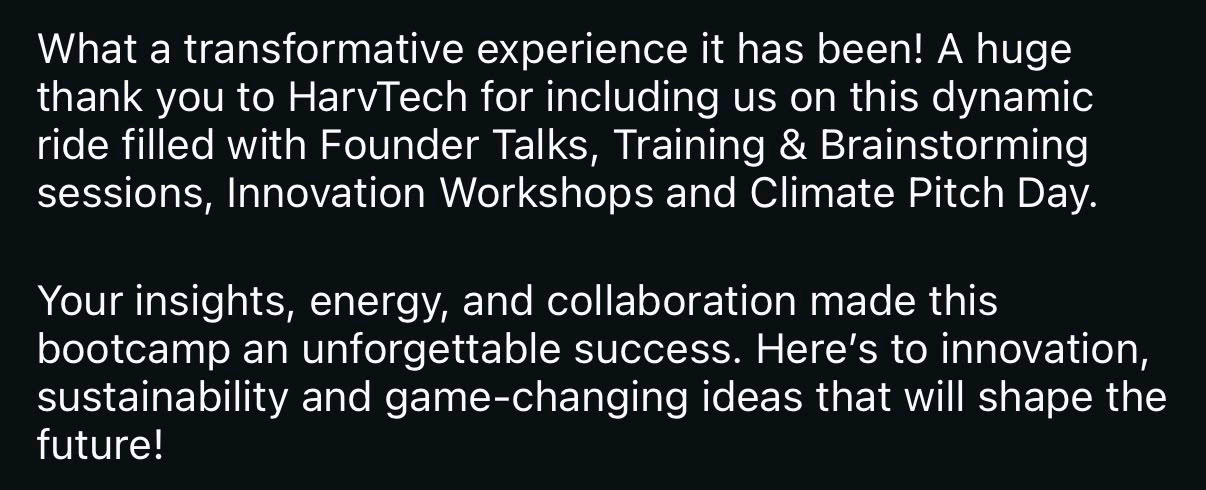 What a transformative experience it has been! A huge
thank you to HarvTech for including us on this dynamic
ride filled with Founder Talks, Training & Brainstorming
sessions, Innovation Workshops and Climate Pitch Day.
Your insights, energy, and collaboration made this
bootcamp an unforgettable success. Here’s to innovation,
sustainability and game-changing ideas that will shape the
future!